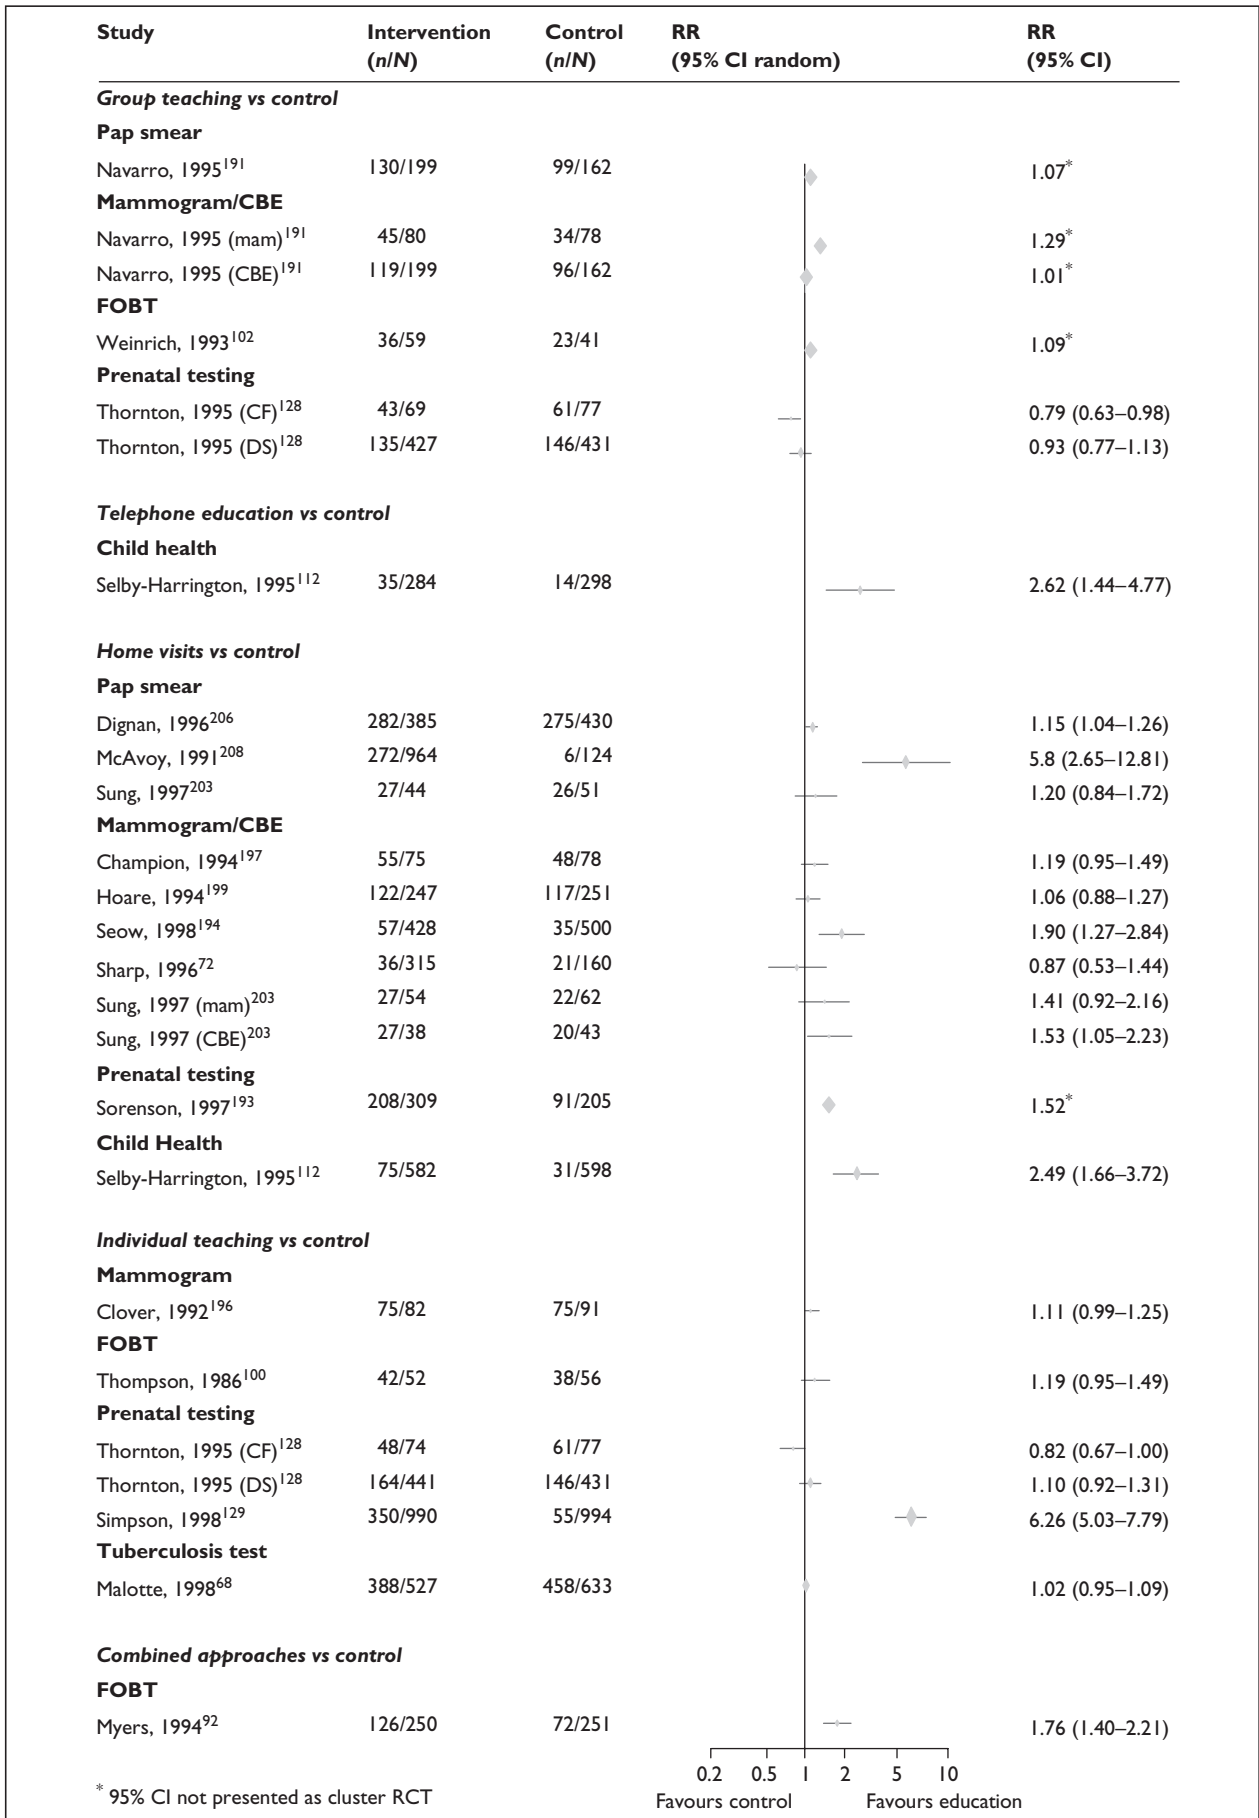 Study Intervention Control RR RR
(n/N) (n/N) (95% CI random) (95% CI)
Group teaching vs control
Pap smear
Navarro, 1995191 130/199 99/162 1.07*
Mammogram/CBE
Navarro, 1995 (mam)191 45/80 34/78 1.29*
Navarro, 1995 (CBE)191 119/199 96/162 1.01*
FOBT
Weinrich, 1993102 36/59 23/41 1.09*
Prenatal testing
Thornton, 1995 (CF)128 43/69 61/77 0.79 (0.63–0.98)
Thornton, 1995 (DS)128 135/427 146/431 0.93 (0.77–1.13)
Telephone education vs control
Child health
Selby-Harrington, 1995112 35/284 14/298 2.62 (1.44–4.77)
Home visits vs control
Pap smear
Dignan, 1996206 282/385 275/430 1.15 (1.04–1.26)
McAvoy, 1991208 272/964 6/124 5.8 (2.65–12.81)
Sung, 1997203 27/44 26/51 1.20 (0.84–1.72)
Mammogram/CBE
Champion, 1994197 55/75 48/78 1.19 (0.95–1.49)
Hoare, 1994199 122/247 117/251 1.06 (0.88–1.27)
Seow, 1998194 57/428 35/500 1.90 (1.27–2.84)
Sharp, 199672 36/315 21/160 0.87 (0.53–1.44)
Sung, 1997 (mam)203 27/54 22/62 1.41 (0.92–2.16)
Sung, 1997 (CBE)203 27/38 20/43 1.53 (1.05–2.23)
Prenatal testing
Sorenson, 1997193 208/309 91/205 1.52*
Child Health
Selby-Harrington, 1995112 75/582 31/598 2.49 (1.66–3.72)
Individual teaching vs control
Mammogram
Clover, 1992196 75/82 75/91 1.11 (0.99–1.25)
FOBT
Thompson, 1986100 42/52 38/56 1.19 (0.95–1.49)
Prenatal testing
Thornton, 1995 (CF)128 48/74 61/77 0.82 (0.67–1.00)
Thornton, 1995 (DS)128 164/441 146/431 1.10 (0.92–1.31)
Simpson, 1998129 350/990 55/994 6.26 (5.03–7.79)
Tuberculosis test
Malotte, 199868 388/527 458/633 1.02 (0.95–1.09)
Combined approaches vs control
FOBT
Myers, 199492 126/250 72/251 1.76 (1.40–2.21)
0.2 0.5 1 2 5 10
* 95% CI not presented as cluster RCT
Favours control Favours education